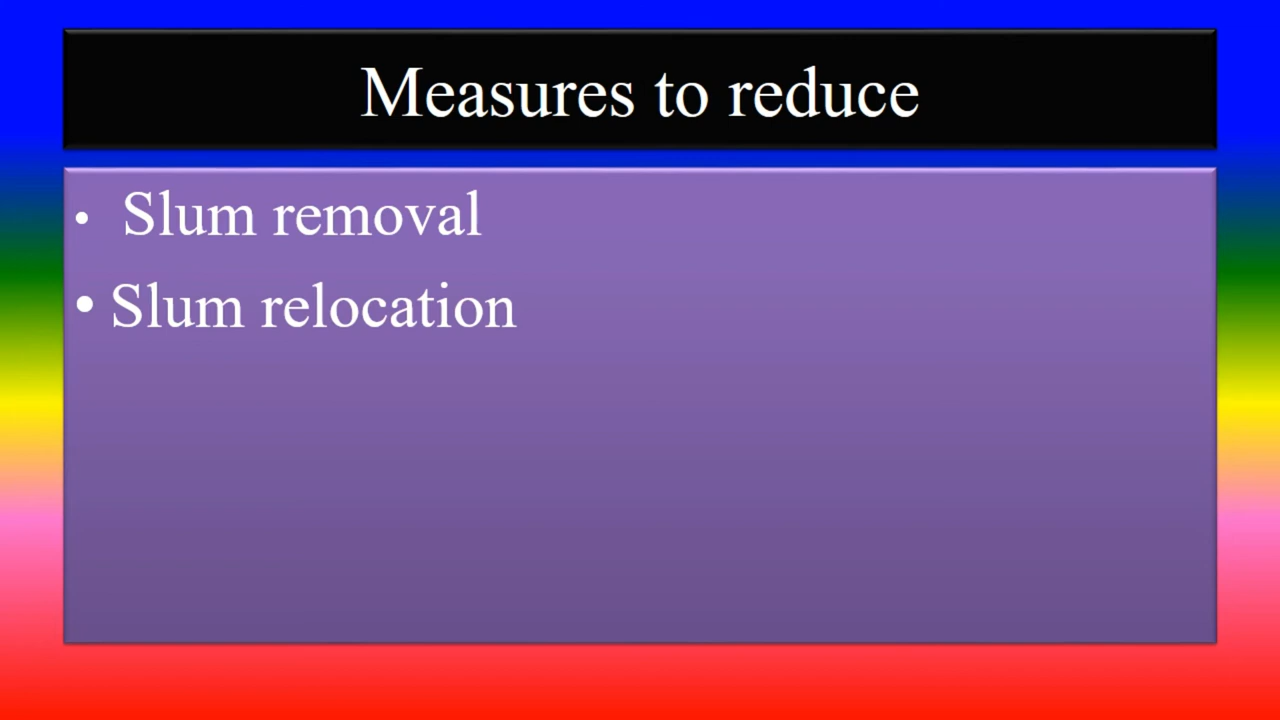 Measures to reduce
• Slum removal
• Slum relocation